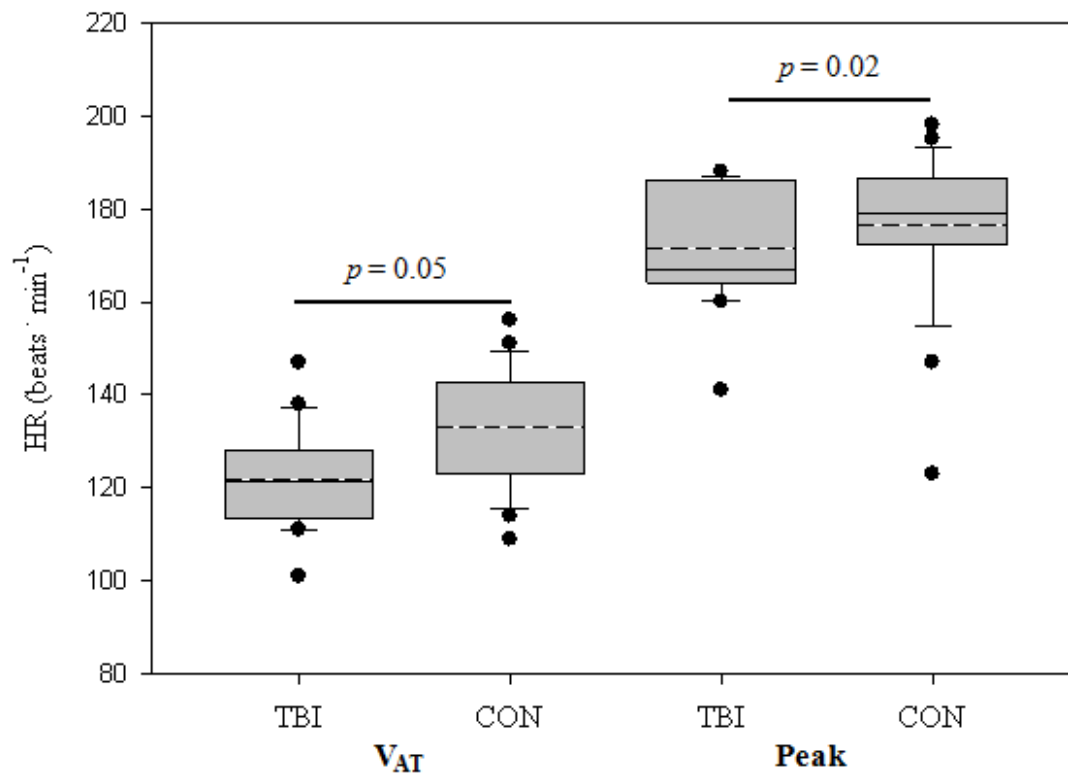 220
200
180
160
140
120
100
80
HR (beats · min⁻¹)
p = 0.05
p = 0.02
TBI CON TBI CON
V_AT Peak